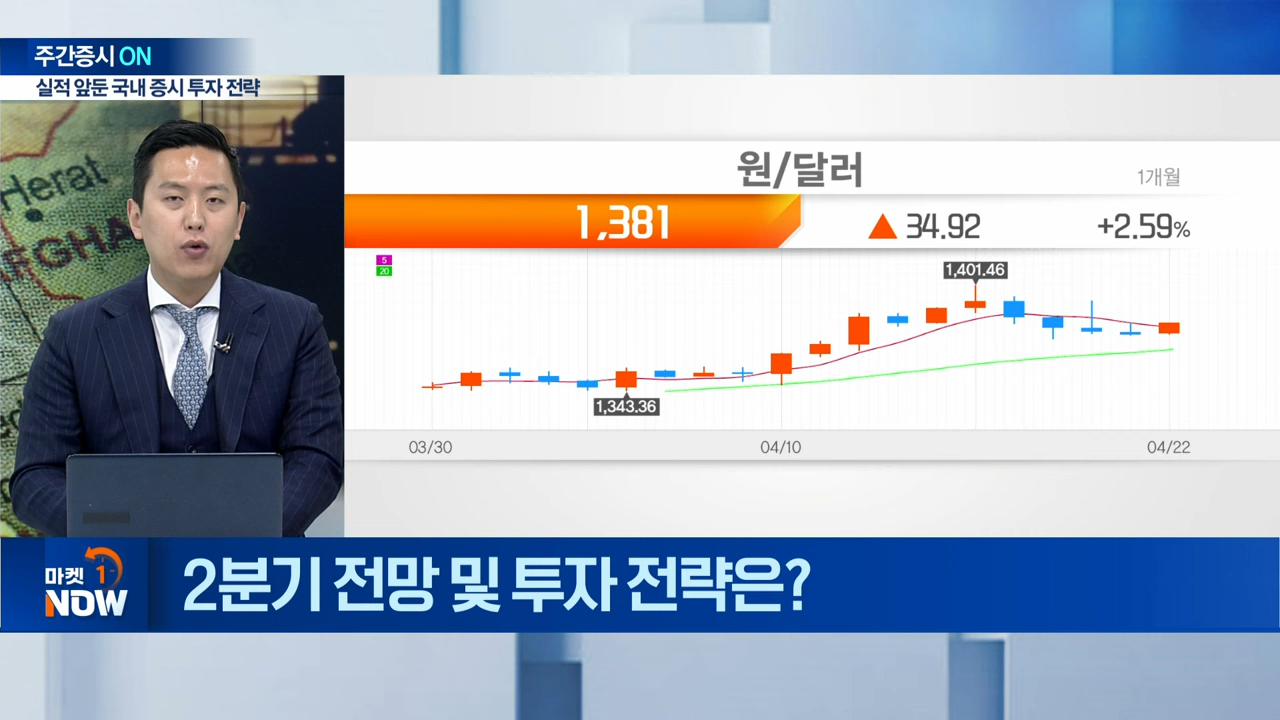 주간증시 ON
실적 앞둔 국내 증시 투자 전략
Herat
AFGHA
원/달러
1개월
1,381
▲ 34.92
+2.59%
5
20
1,401.46
1,343.36
03/30
04/10
04/22
마켓 1
NOW
2분기 전망 및 투자 전략은?